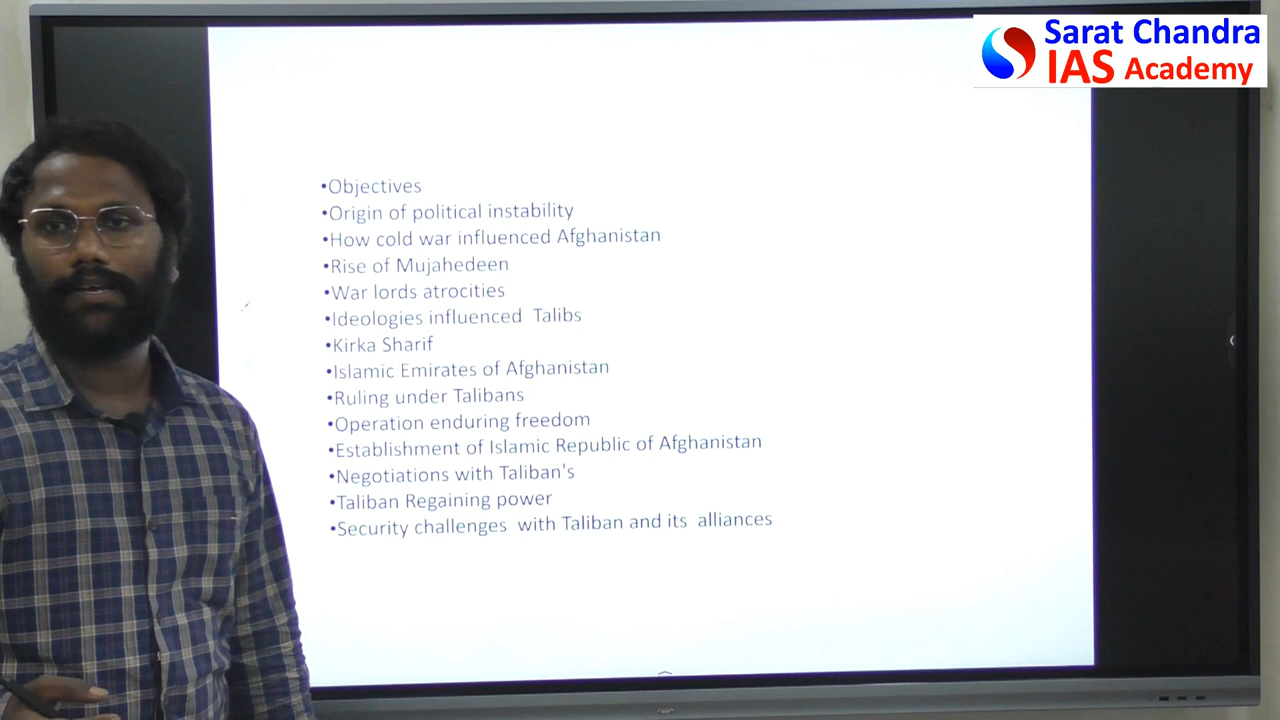 Sarat Chandra
IAS Academy
•Objectives
•Origin of political instability
•How cold war influenced Afghanistan
•Rise of Mujahedeen
•War lords atrocities
•Ideologies influenced Talibs
•Kirka Sharif
•Islamic Emirates of Afghanistan
•Ruling under Talibans
•Operation enduring freedom
•Establishment of Islamic Republic of Afghanistan
•Negotiations with Taliban's
•Taliban Regaining power
•Security challenges with Taliban and its alliances